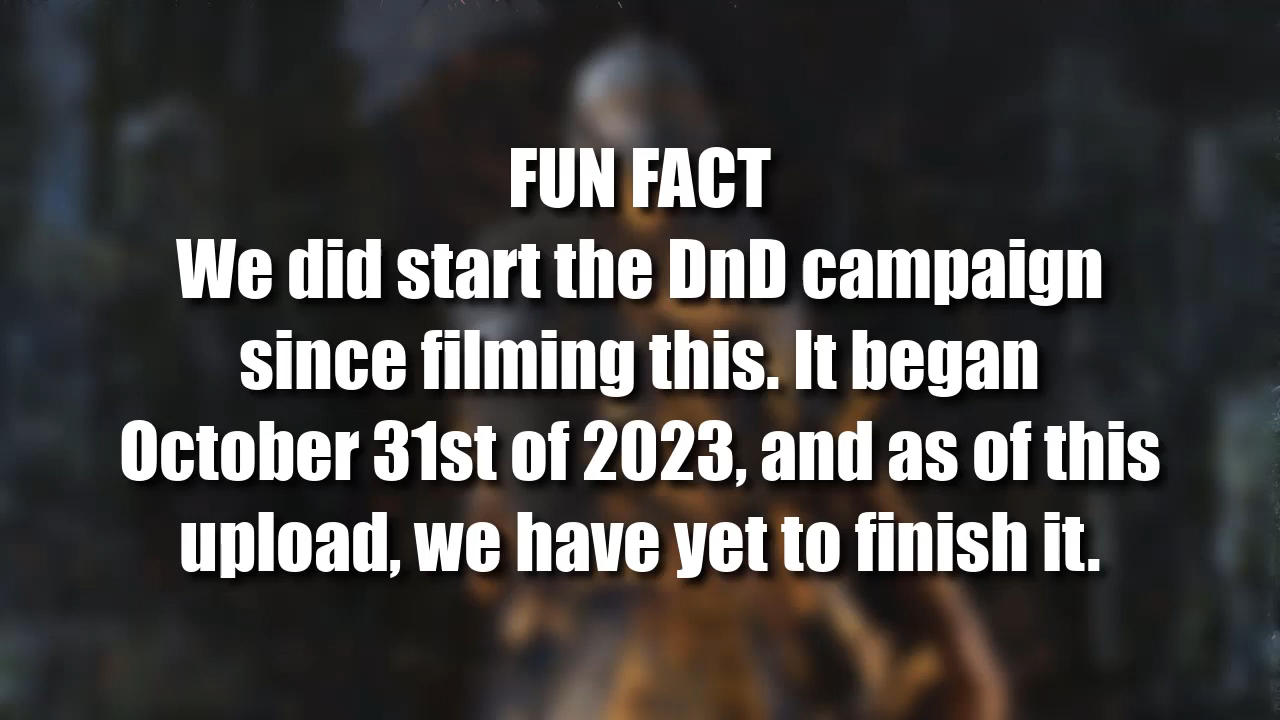 FUN FACT
We did start the DnD campaign
since filming this. It began
October 31st of 2023, and as of this
upload, we have yet to finish it.